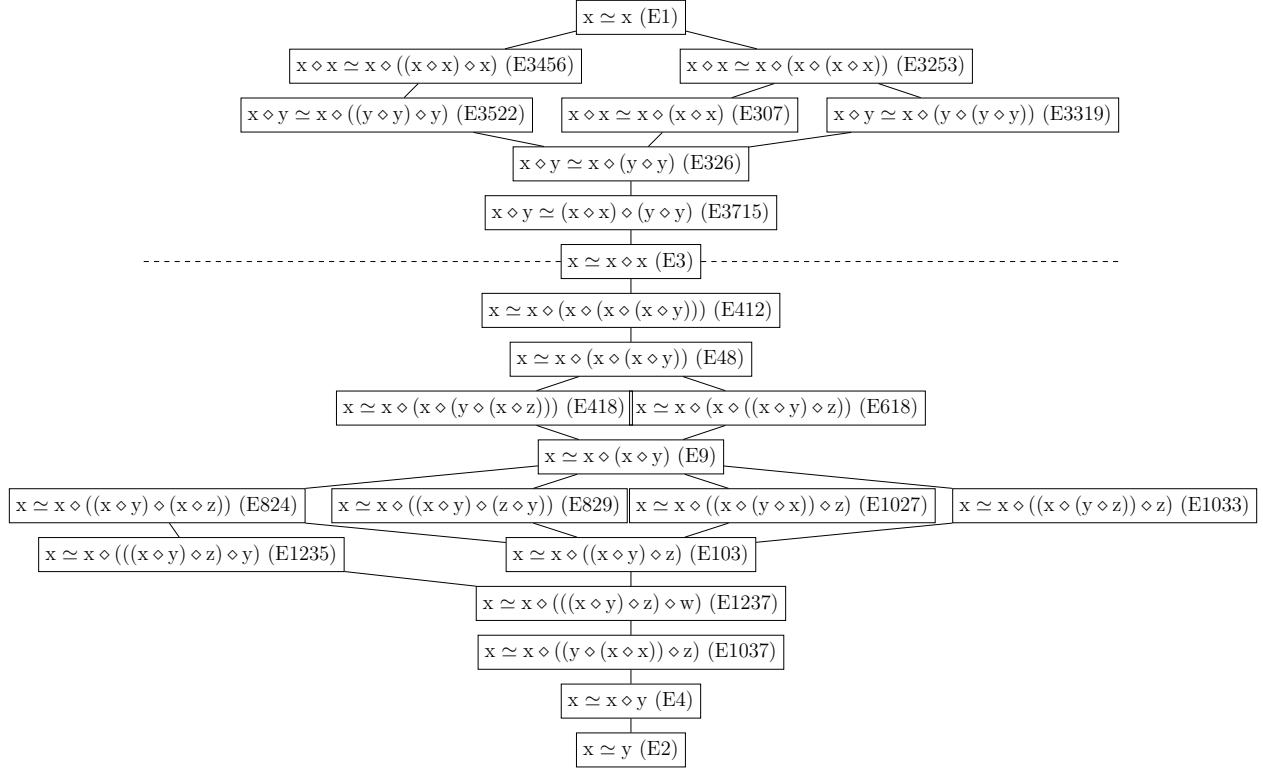 x ≃ x (E1)
x ⋄ x ≃ x ⋄ ((x ⋄ x) ⋄ x) (E3456)
x ⋄ x ≃ x ⋄ (x ⋄ (x ⋄ x)) (E3253)
x ⋄ y ≃ x ⋄ ((y ⋄ y) ⋄ y) (E3522)
x ⋄ x ≃ x ⋄ (x ⋄ x) (E307)
x ⋄ y ≃ x ⋄ (y ⋄ (y ⋄ y)) (E3319)
x ⋄ y ≃ x ⋄ (y ⋄ y) (E326)
x ⋄ y ≃ (x ⋄ x) ⋄ (y ⋄ y) (E3715)
x ≃ x ⋄ x (E3)
x ≃ x ⋄ (x ⋄ (x ⋄ (x ⋄ y))) (E412)
x ≃ x ⋄ (x ⋄ (x ⋄ y)) (E48)
x ≃ x ⋄ (x ⋄ (y ⋄ (x ⋄ z))) (E418)
x ≃ x ⋄ (x ⋄ ((x ⋄ y) ⋄ z)) (E618)
x ≃ x ⋄ (x ⋄ y) (E9)
x ≃ x ⋄ ((x ⋄ y) ⋄ (x ⋄ z)) (E824)
x ≃ x ⋄ ((x ⋄ y) ⋄ (z ⋄ y)) (E829)
x ≃ x ⋄ ((x ⋄ (y ⋄ x)) ⋄ z) (E1027)
x ≃ x ⋄ ((x ⋄ (y ⋄ z)) ⋄ z) (E1033)
x ≃ x ⋄ (((x ⋄ y) ⋄ z) ⋄ y) (E1235)
x ≃ x ⋄ ((x ⋄ y) ⋄ z) (E103)
x ≃ x ⋄ (((x ⋄ y) ⋄ z) ⋄ w) (E1237)
x ≃ x ⋄ ((y ⋄ (x ⋄ x)) ⋄ z) (E1037)
x ≃ x ⋄ y (E4)
x ≃ y (E2)